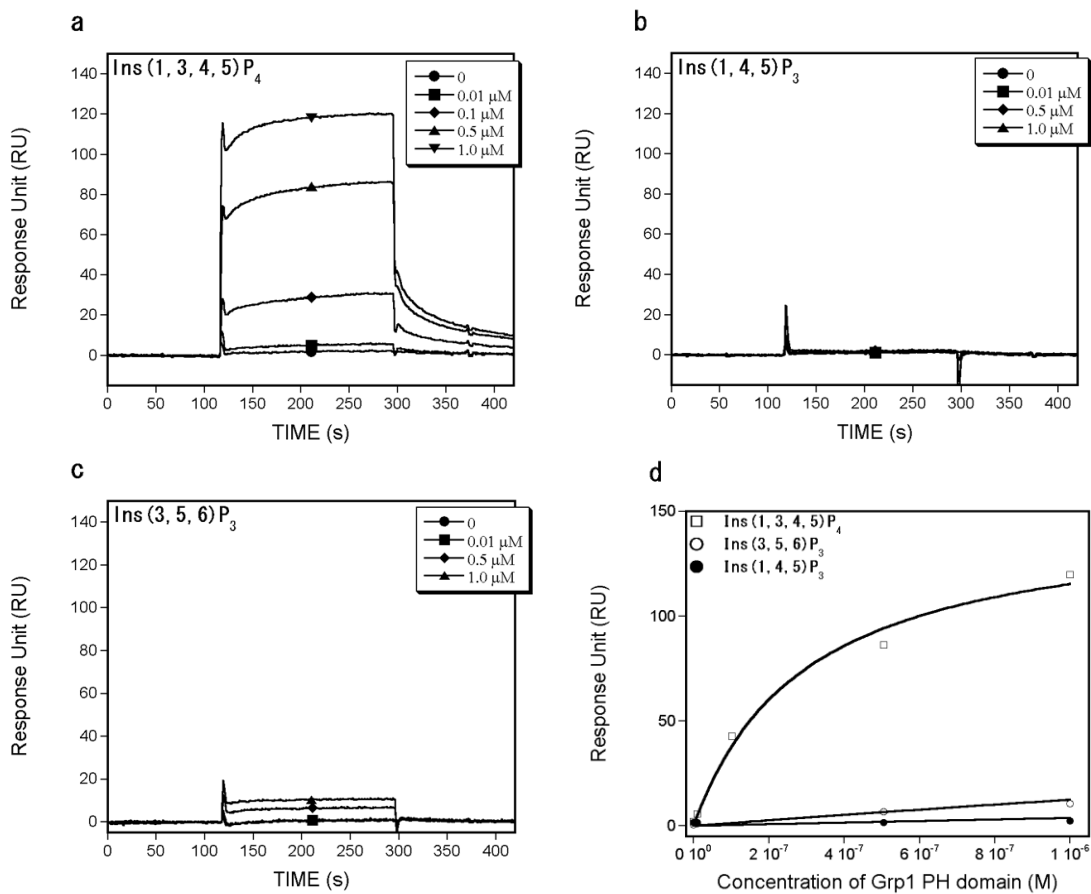 a
Ins(1,3,4,5)P4
0
0.01 μM
0.1 μM
0.5 μM
1.0 μM
140
120
100
80
60
40
20
0
Response Unit (RU)
0 50 100 150 200 250 300 350 400
TIME (s)
b
Ins(1,4,5)P3
0
0.01 μM
0.5 μM
1.0 μM
140
120
100
80
60
40
20
0
Response Unit (RU)
0 50 100 150 200 250 300 350 400
TIME (s)
c
Ins(3,5,6)P3
0
0.01 μM
0.5 μM
1.0 μM
140
120
100
80
60
40
20
0
Response Unit (RU)
0 50 100 150 200 250 300 350 400
TIME (s)
d
Ins(1,3,4,5)P4
Ins(3,5,6)P3
Ins(1,4,5)P3
150
100
50
0
Response Unit (RU)
0 10^0 2 10^-7 4 10^-7 6 10^-7 8 10^-7 1 10^-6
Concentration of Grp1 PH domain (M)